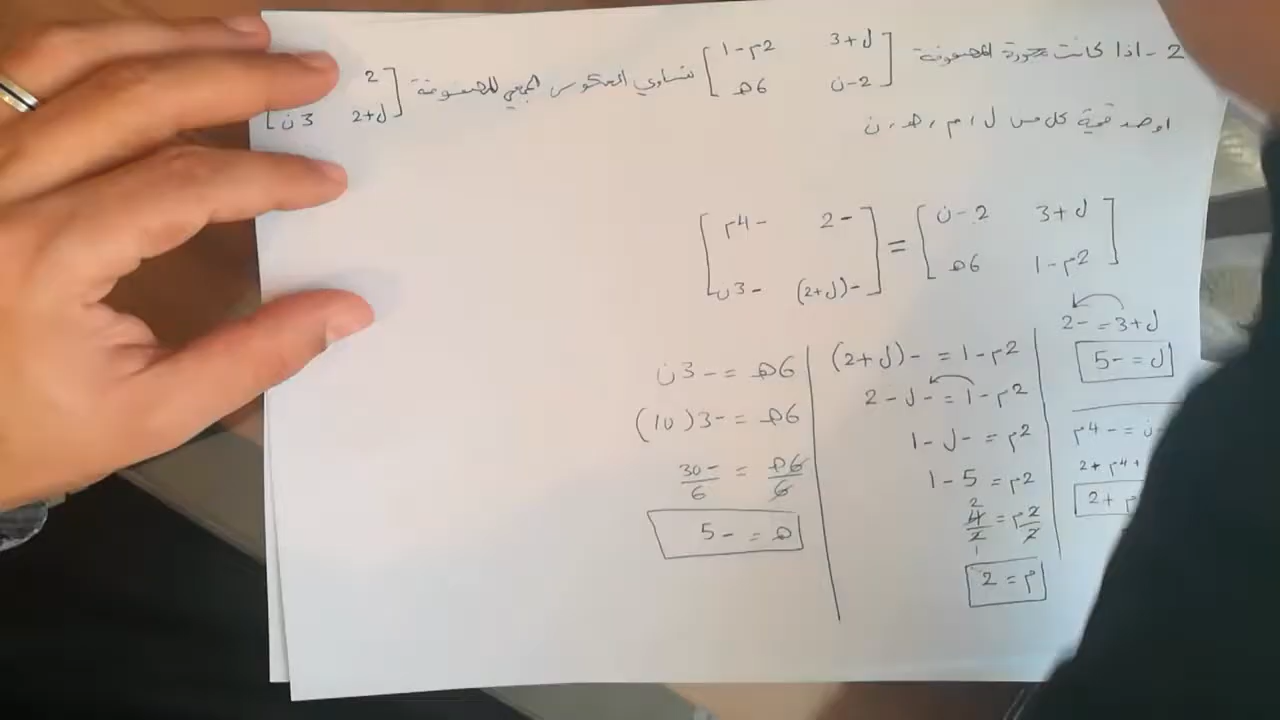 2 - اذا كانت محورة المصفوفة [ ل+3 2م-1 / 2-ن 6هـ ] تساوي المعكوس الجمعي للمصفوفة [ 2 / ل+2 3ن ]
اوجد قيمة كل من ل، م، هـ، ن
[ ل+3 2-ن / 2م-1 6هـ ] = [ -2 -4م / -(ل+2) -3ن ]
ل+3 = -2
ل = -5
2-ن = -4م
2م-1 = -(ل+2)
2م-1 = -ل-2
2م = -ل-1
2م = 5-1
2م/2 = 4/2
م = 2
6هـ = -3ن
6هـ = -3(10)
6هـ/6 = -30/6
هـ = -5